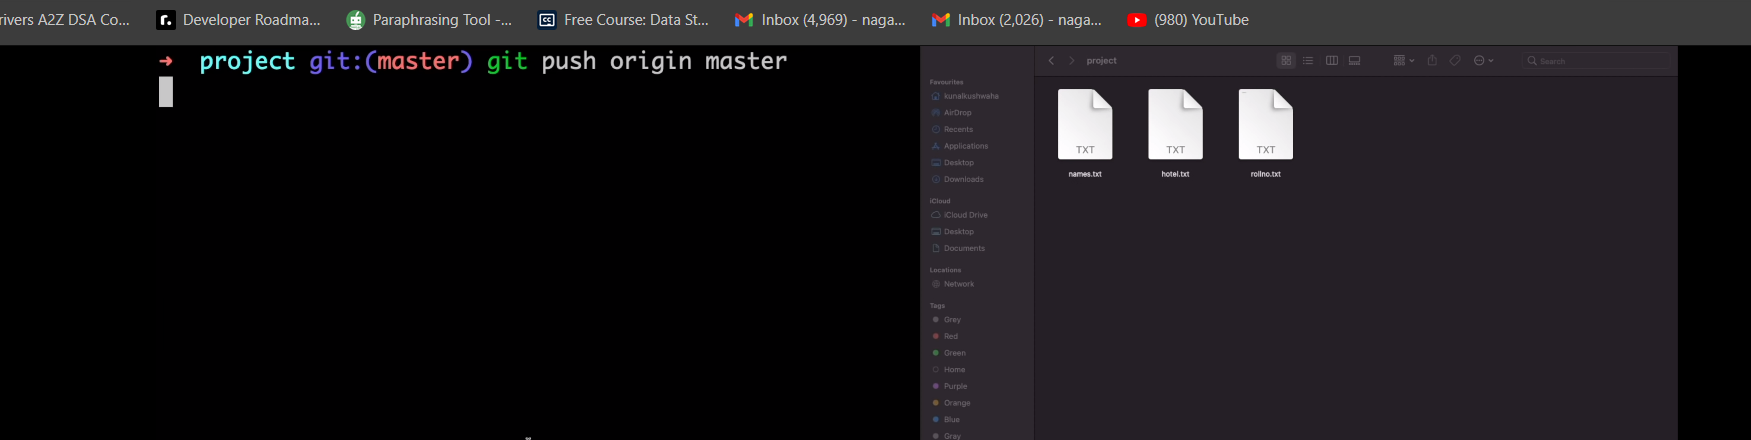 rivers A2Z DSA Co...
Developer Roadma...
Paraphrasing Tool -...
Free Course: Data St...
Inbox (4,969) - naga...
Inbox (2,026) - naga...
(980) YouTube
→ project git:(master) git push origin master
project
Search
Favourites
kunalkushwaha
AirDrop
Recents
Applications
Desktop
Downloads
iCloud
iCloud Drive
Desktop
Documents
Locations
Network
Tags
Grey
Red
Green
Home
Purple
Orange
Blue
Gray
TXT
names.txt
TXT
hotel.txt
TXT
rollno.txt